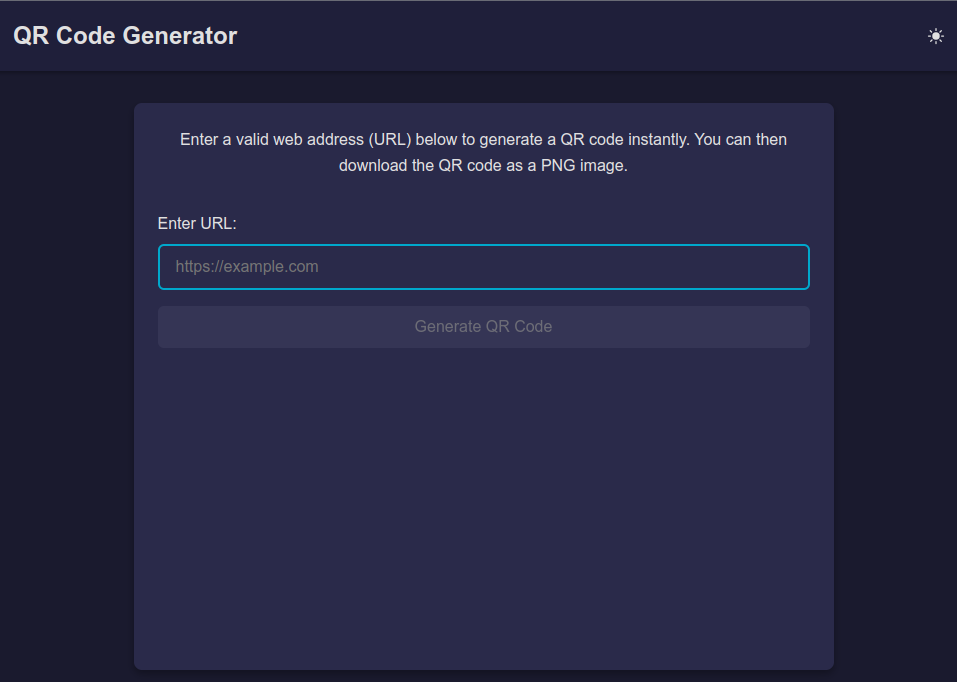 QR Code Generator
Enter a valid web address (URL) below to generate a QR code instantly. You can then
download the QR code as a PNG image.
Enter URL:
https://example.com
Generate QR Code